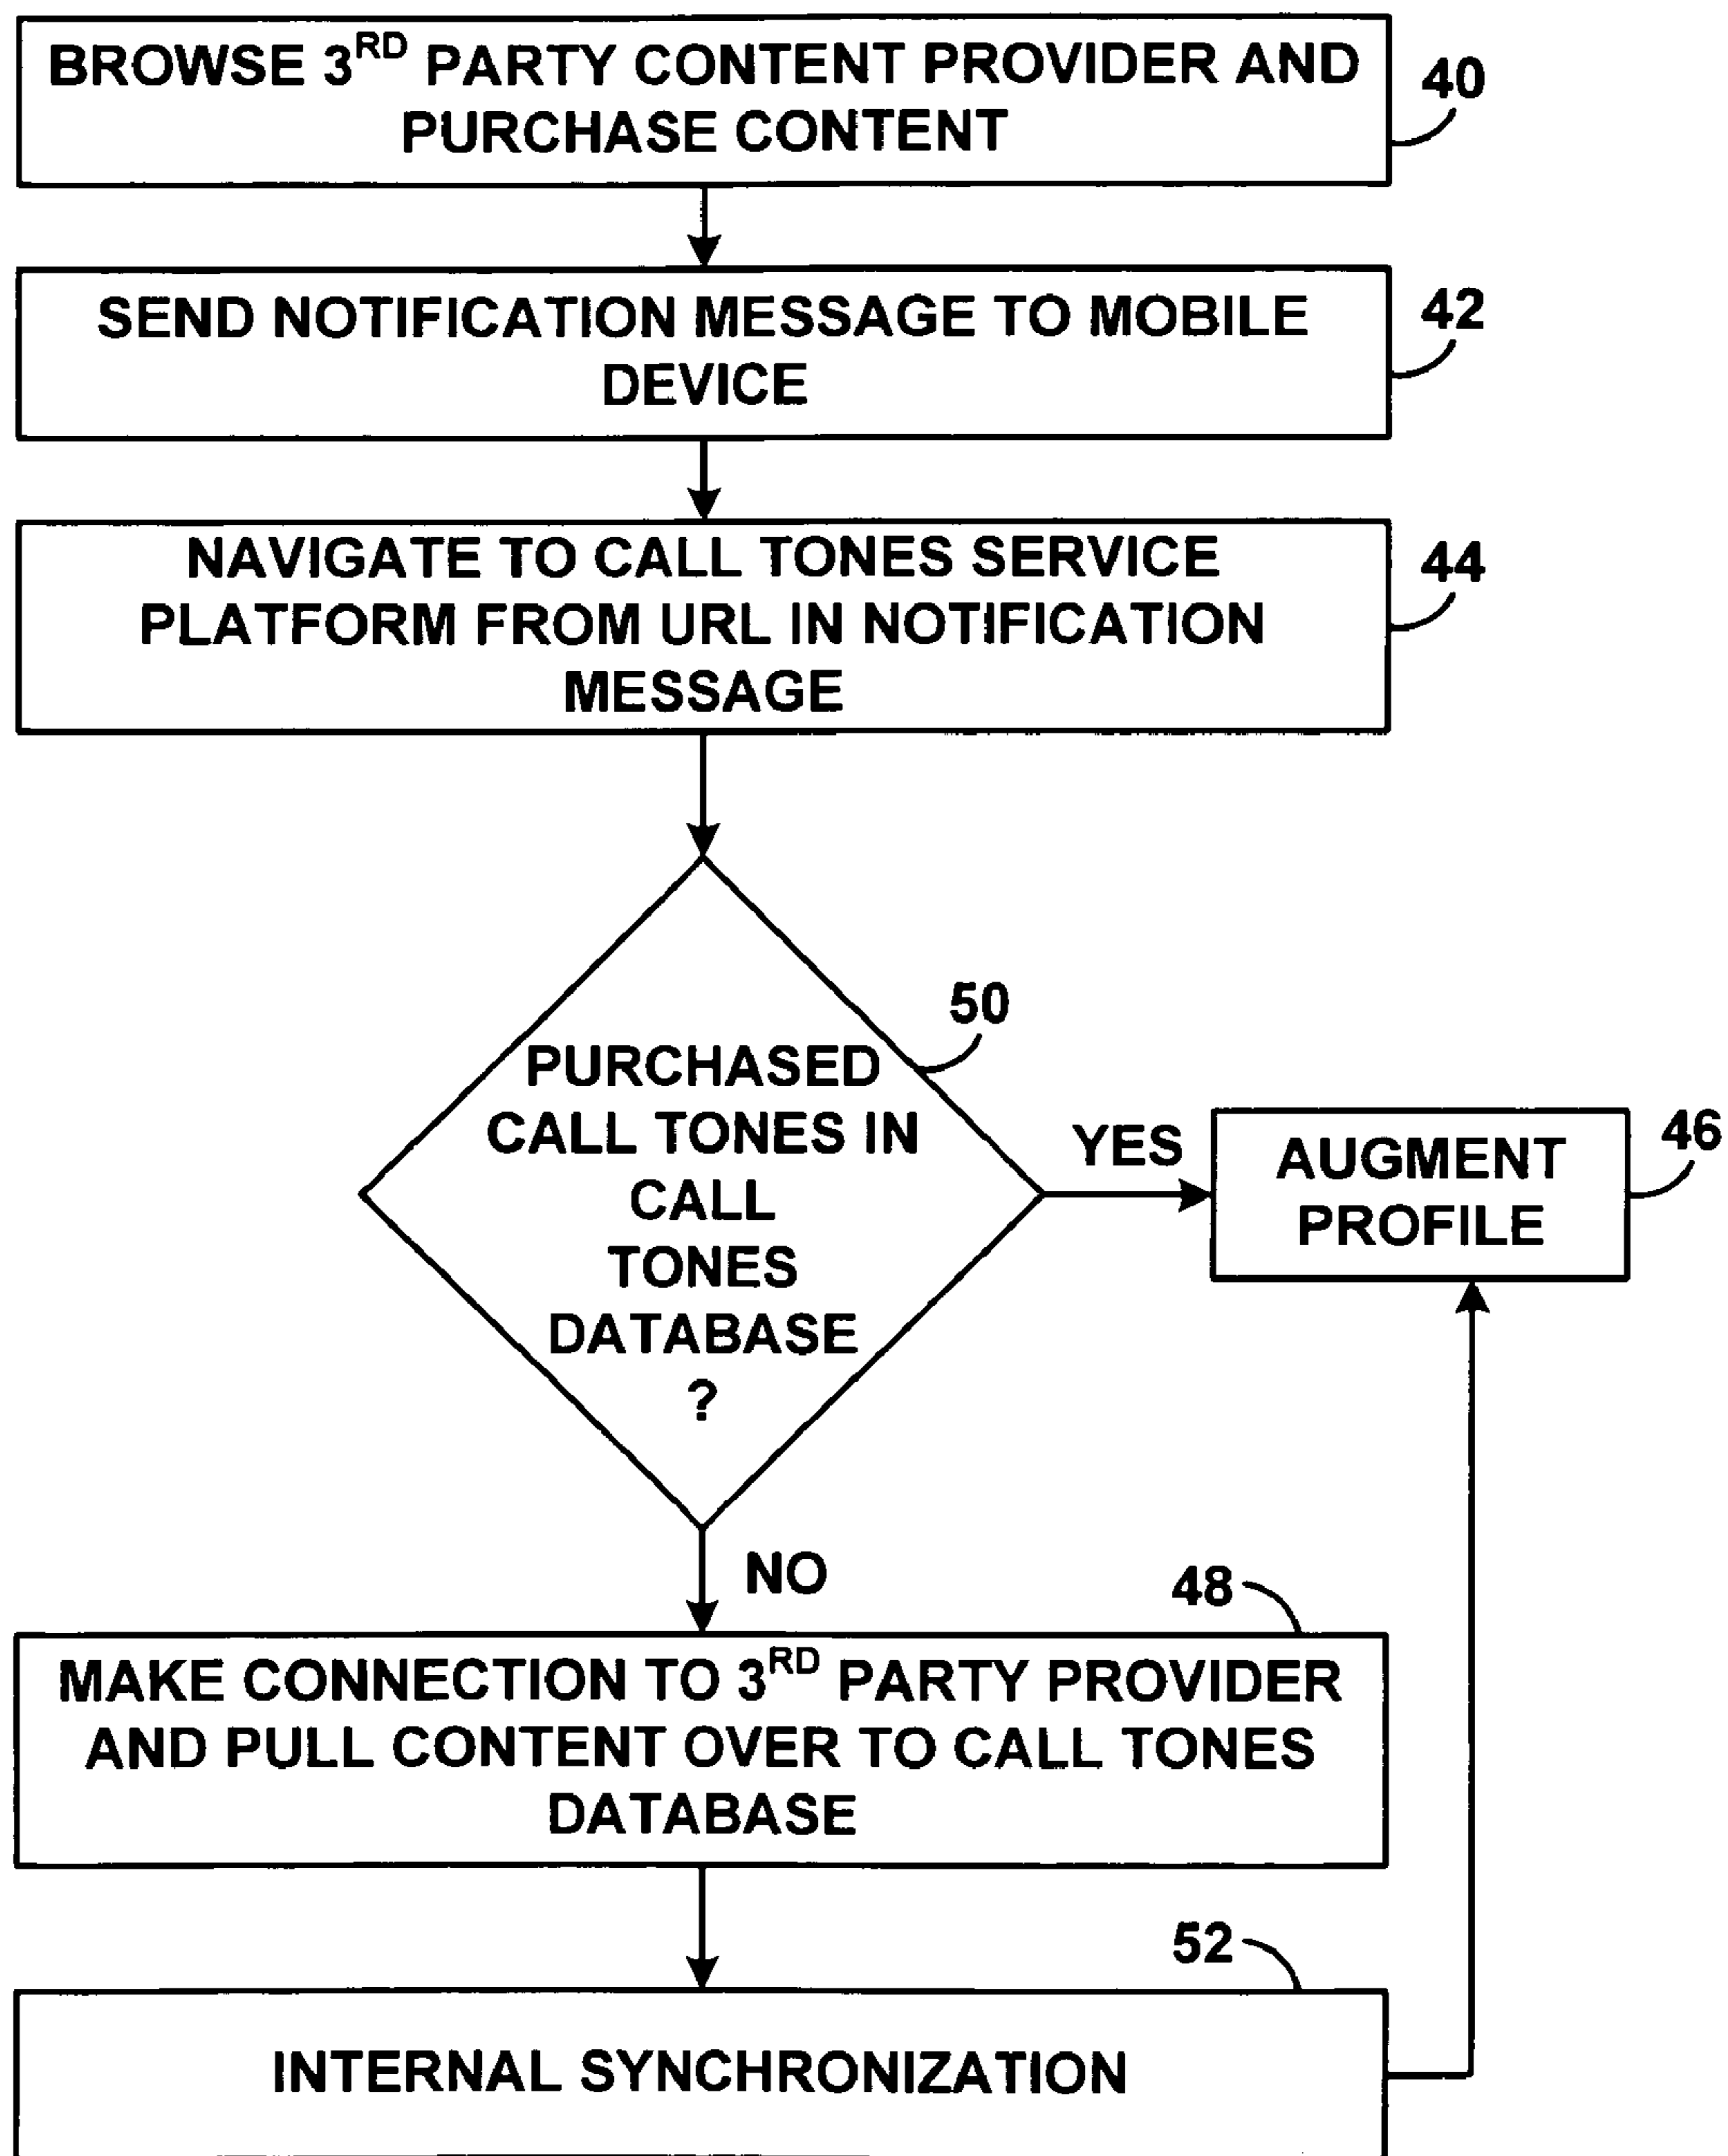 BROWSE 3RD PARTY CONTENT PROVIDER AND
PURCHASE CONTENT
40
SEND NOTIFICATION MESSAGE TO MOBILE
DEVICE
42
NAVIGATE TO CALL TONES SERVICE
PLATFORM FROM URL IN NOTIFICATION
MESSAGE
44
PURCHASED
CALL TONES IN
CALL
TONES
DATABASE
?
50
YES
AUGMENT
PROFILE
46
NO
48
MAKE CONNECTION TO 3RD PARTY PROVIDER
AND PULL CONTENT OVER TO CALL TONES
DATABASE
52
INTERNAL SYNCHRONIZATION